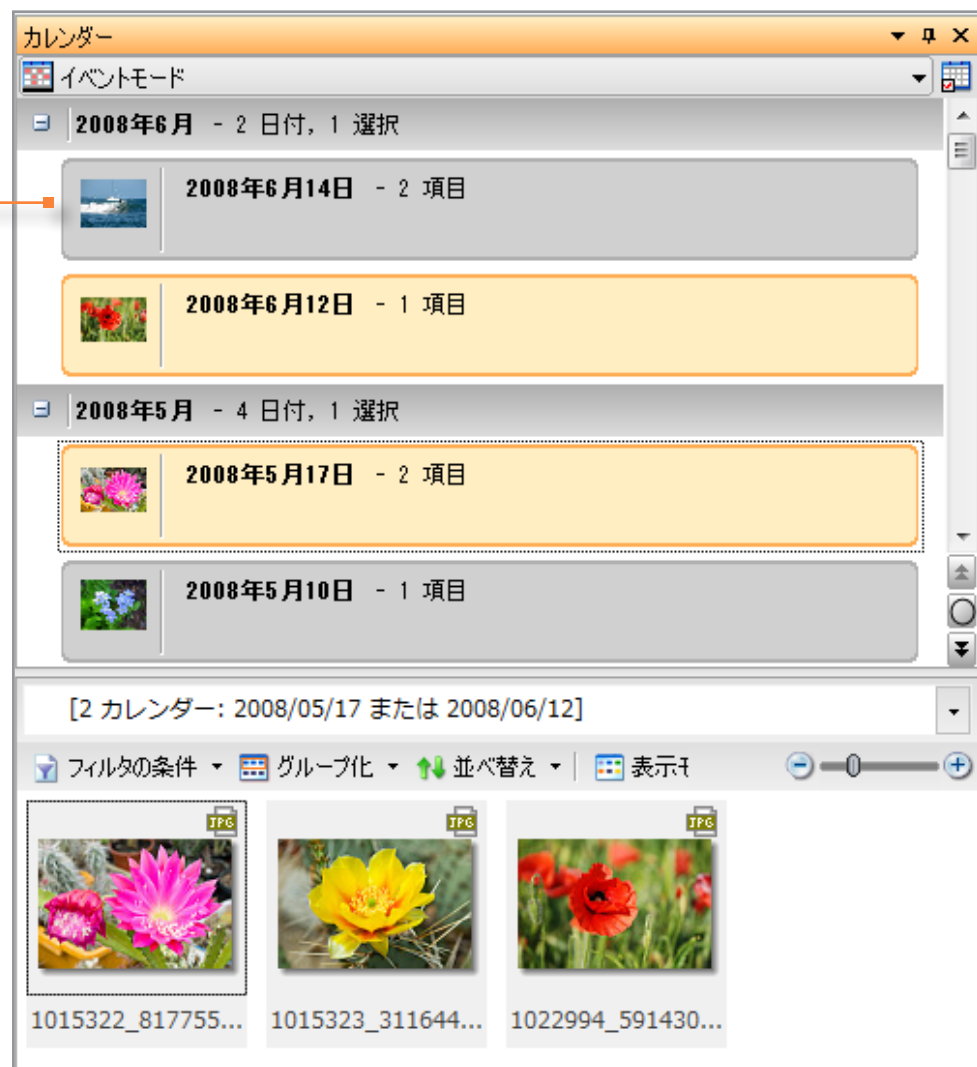 カレンダー
イベントモード
2008年6月 - 2 日付, 1 選択
2008年6月14日 - 2 項目
2008年6月12日 - 1 項目
2008年5月 - 4 日付, 1 選択
2008年5月17日 - 2 項目
2008年5月10日 - 1 項目
[2 カレンダー: 2008/05/17 または 2008/06/12]
フィルタの条件 グループ化 並べ替え 表示モ
JPG JPG JPG
1015322_817755... 1015323_311644... 1022994_591430...